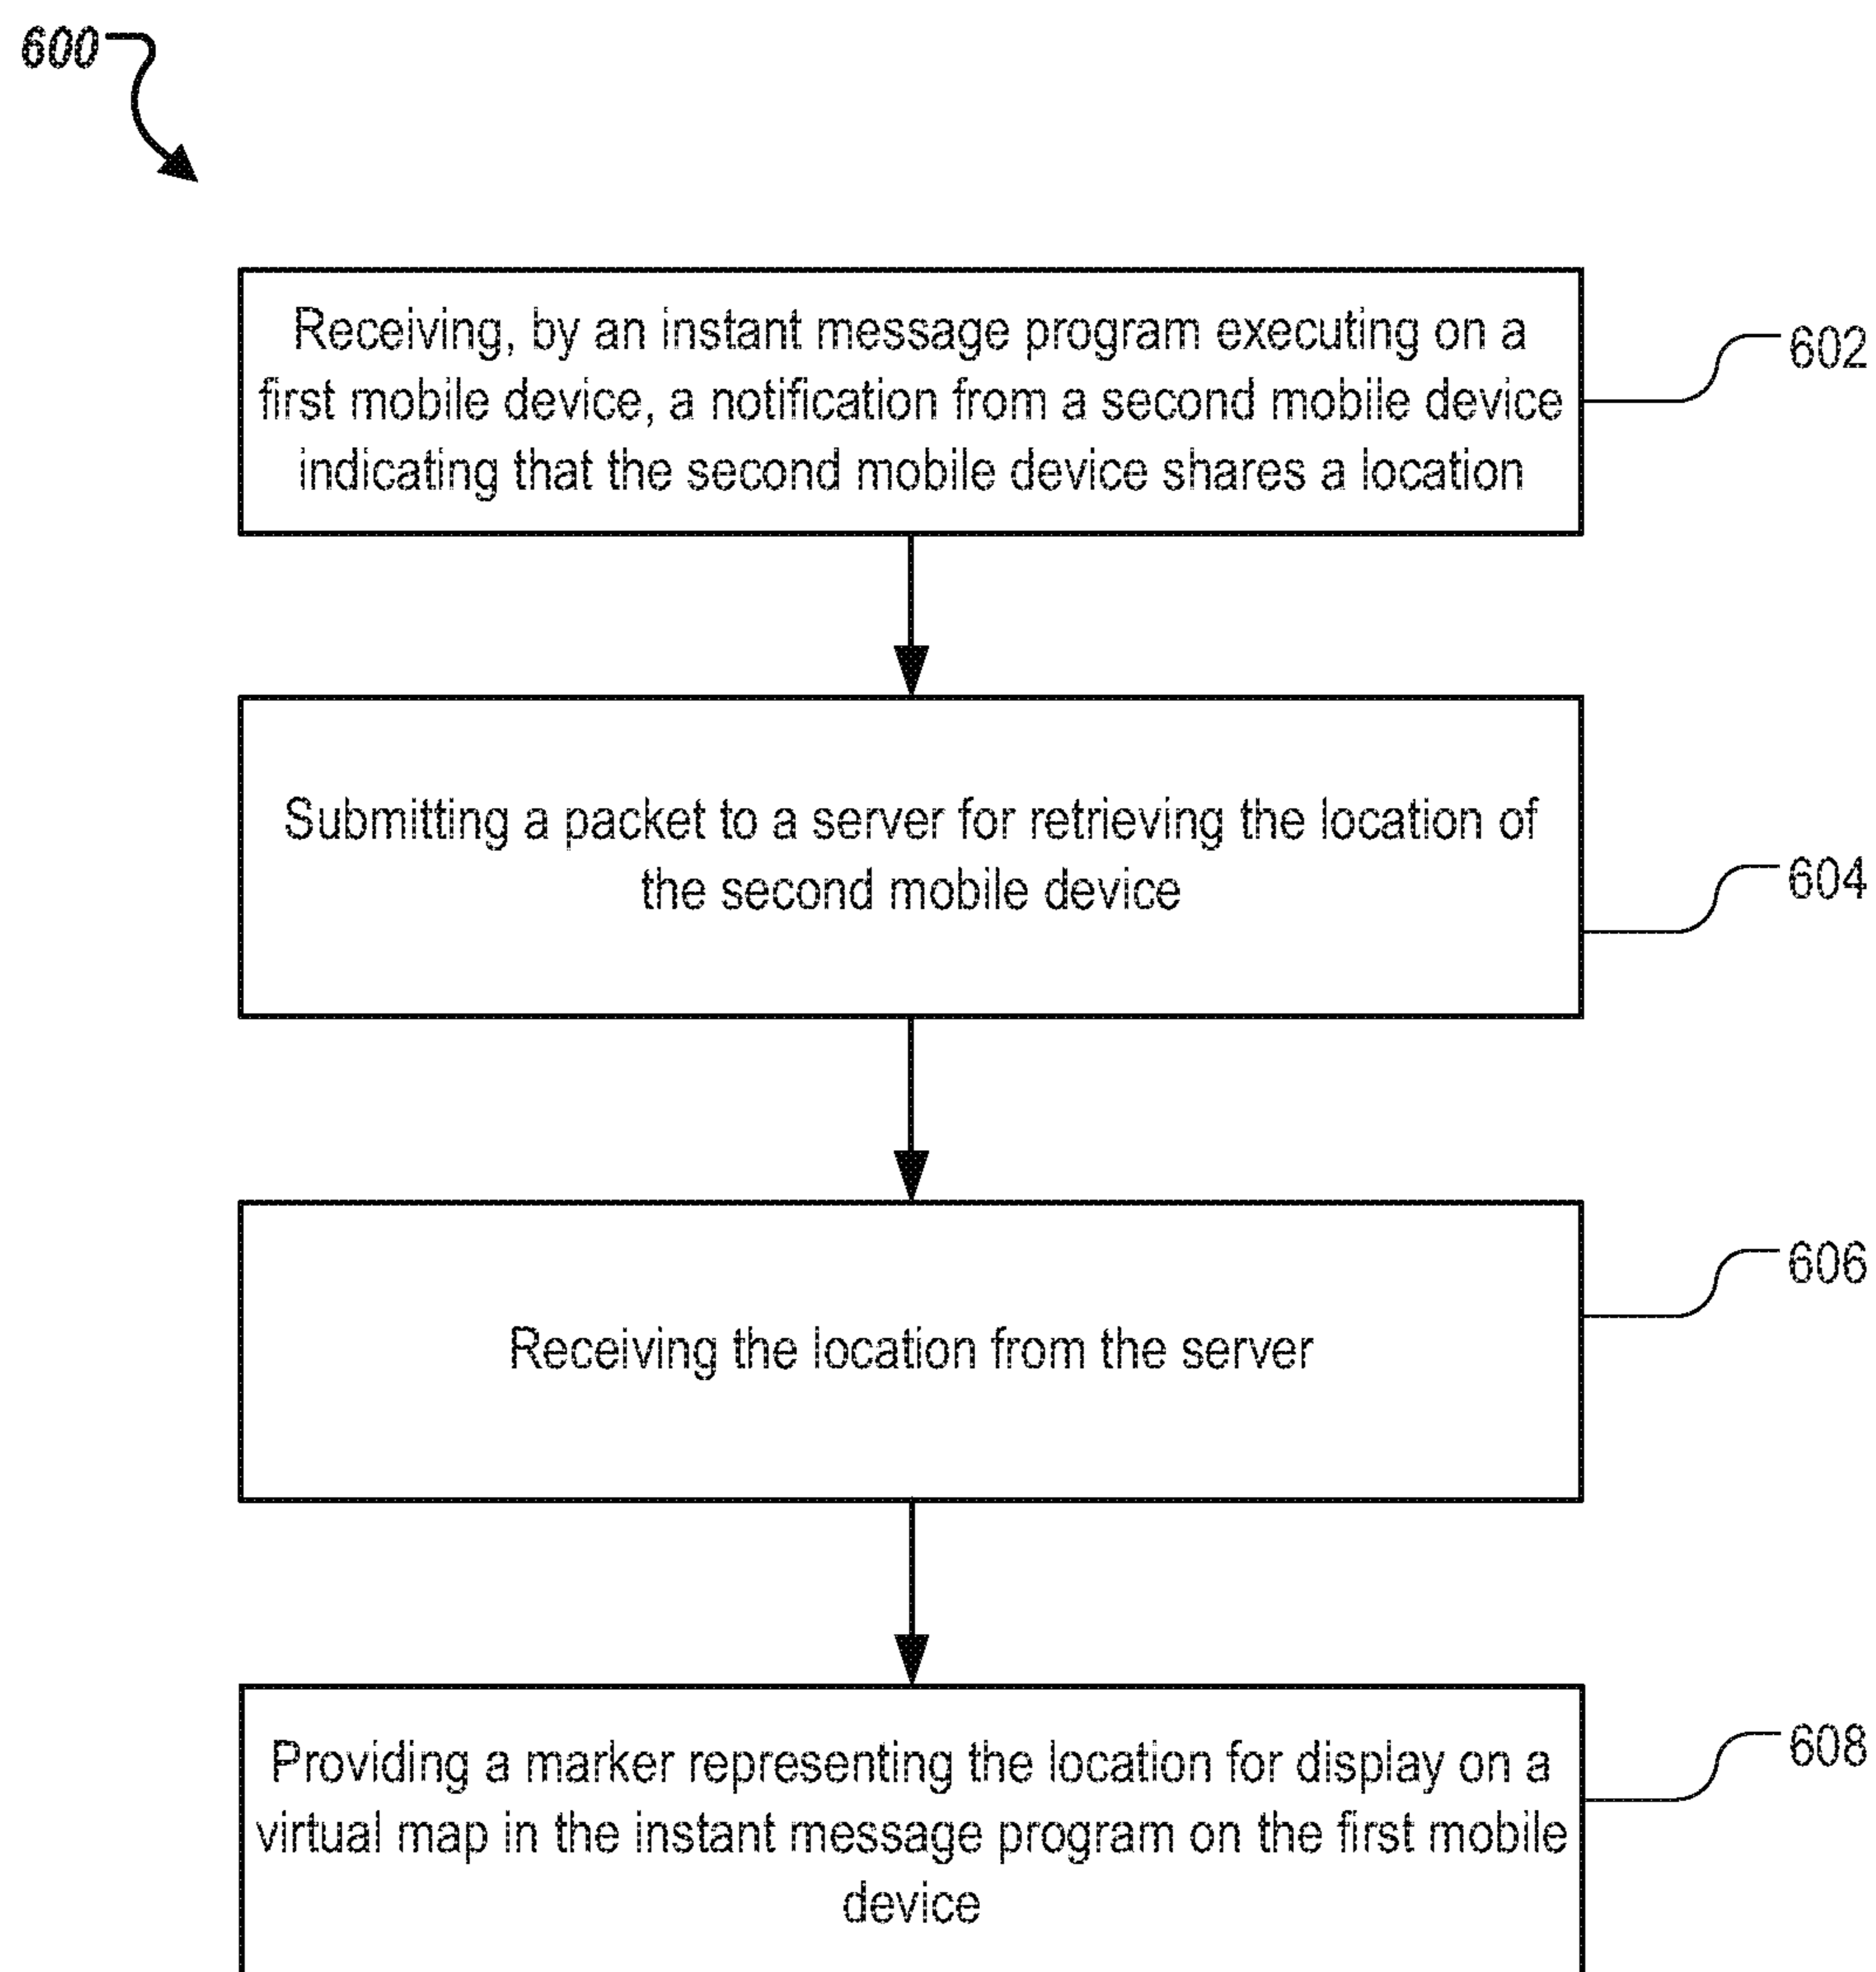 600
Receiving, by an instant message program executing on a
first mobile device, a notification from a second mobile device
indicating that the second mobile device shares a location
602
Submitting a packet to a server for retrieving the location of
the second mobile device
604
Receiving the location from the server
606
Providing a marker representing the location for display on a
virtual map in the instant message program on the first mobile
device
608